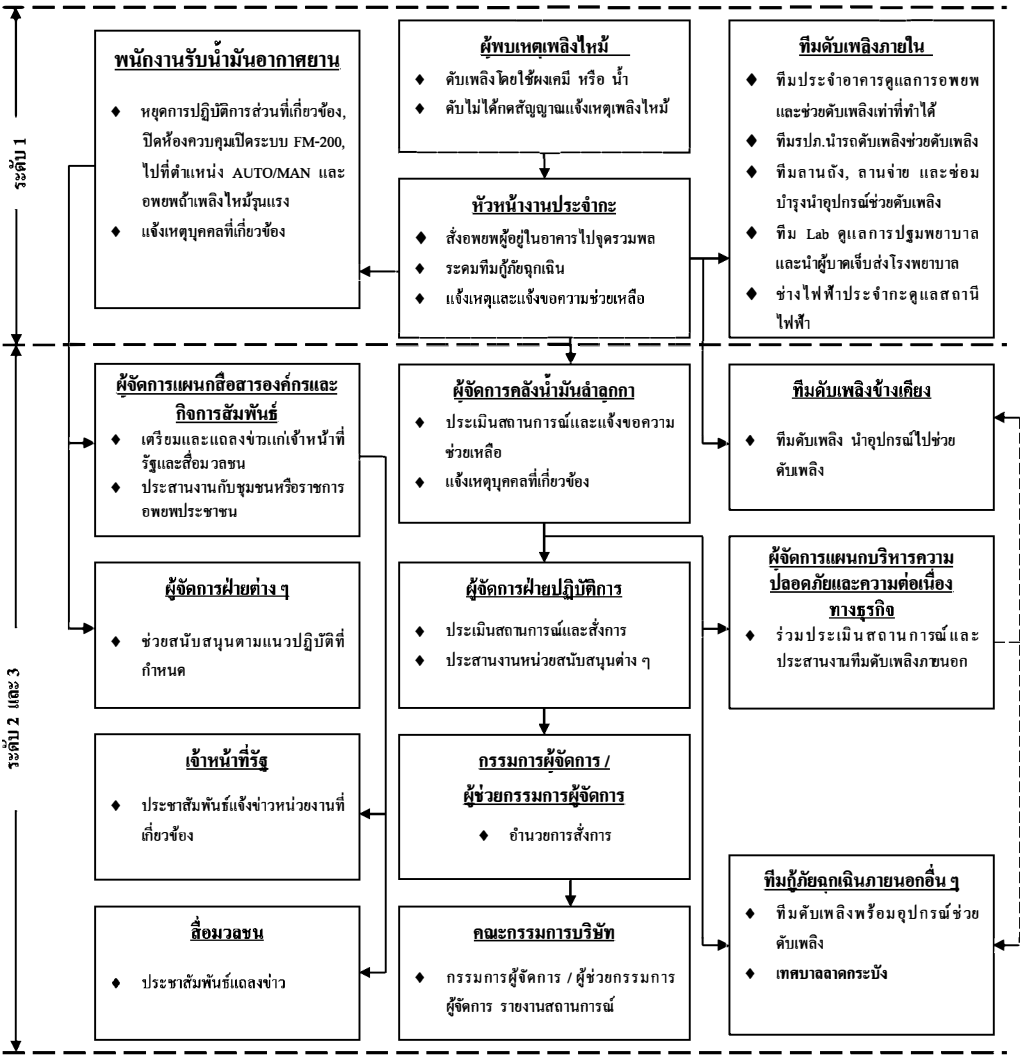 ระดับ 1
พนักงานรับน้ำมันอากาศยาน
♦ หยุดการปฏิบัติการส่วนที่เกี่ยวข้อง,
ปิดห้องควบคุมเปิดระบบ FM-200,
ไปที่ตำแหน่ง AUTO/MAN และ
อพยพถ้าเพลิงไหม้รุนแรง
♦ แจ้งเหตุบุคคลที่เกี่ยวข้อง
ผู้พบเหตุเพลิงไหม้
♦ ดับเพลิงโดยใช้ผงเคมี หรือ น้ำ
♦ ดับไม่ได้กดสัญญาณแจ้งเหตุเพลิงไหม้
หัวหน้างานประจำกะ
♦ สั่งอพยพผู้อยู่ในอาคารไปจุดรวมพล
♦ ระดมทีมกู้ภัยฉุกเฉิน
♦ แจ้งเหตุและแจ้งขอความช่วยเหลือ
ทีมดับเพลิงภายใน
♦ ทีมประจำอาคารดูแลการอพยพ
และช่วยดับเพลิงเท่าที่ทำได้
♦ ทีมรปภ.นำรถดับเพลิงช่วยดับเพลิง
♦ ทีมลานถัง, ลานจ่าย และซ่อม
บำรุงนำอุปกรณ์ช่วยดับเพลิง
♦ ทีม Lab ดูแลการปฐมพยาบาล
และนำผู้บาดเจ็บส่งโรงพยาบาล
♦ ช่างไฟฟ้าประจำกะดูแลสถานี
ไฟฟ้า
ระดับ 2 และ 3
ผู้จัดการแผนกสื่อสารองค์กรและ
กิจการสัมพันธ์
♦ เตรียมและแถลงข่าวแก่เจ้าหน้าที่
รัฐและสื่อมวลชน
♦ ประสานงานกับชุมชนหรือราชการ
อพยพประชาชน
ผู้จัดการคลังน้ำมันลำลูกกา
♦ ประเมินสถานการณ์และแจ้งขอความ
ช่วยเหลือ
♦ แจ้งเหตุบุคคลที่เกี่ยวข้อง
ทีมดับเพลิงข้างเคียง
♦ ทีมดับเพลิง นำอุปกรณ์ไปช่วย
ดับเพลิง
ผู้จัดการฝ่ายต่าง ๆ
♦ ช่วยสนับสนุนตามแนวปฏิบัติที่
กำหนด
ผู้จัดการฝ่ายปฏิบัติการ
♦ ประเมินสถานการณ์และสั่งการ
♦ ประสานงานหน่วยสนับสนุนต่าง ๆ
ผู้จัดการแผนกบริหารความ
ปลอดภัยและความต่อเนื่อง
ทางธุรกิจ
♦ ร่วมประเมินสถานการณ์และ
ประสานงานทีมดับเพลิงภายนอก
เจ้าหน้าที่รัฐ
♦ ประชาสัมพันธ์แจ้งข่าวหน่วยงานที่
เกี่ยวข้อง
กรรมการผู้จัดการ /
ผู้ช่วยกรรมการผู้จัดการ
♦ อำนวยการสั่งการ
สื่อมวลชน
♦ ประชาสัมพันธ์แถลงข่าว
คณะกรรมการบริษัท
♦ กรรมการผู้จัดการ / ผู้ช่วยกรรมการ
ผู้จัดการ รายงานสถานการณ์
ทีมกู้ภัยฉุกเฉินภายนอกอื่น ๆ
♦ ทีมดับเพลิงพร้อมอุปกรณ์ช่วย
ดับเพลิง
♦ เทศบาลลาดกระบัง